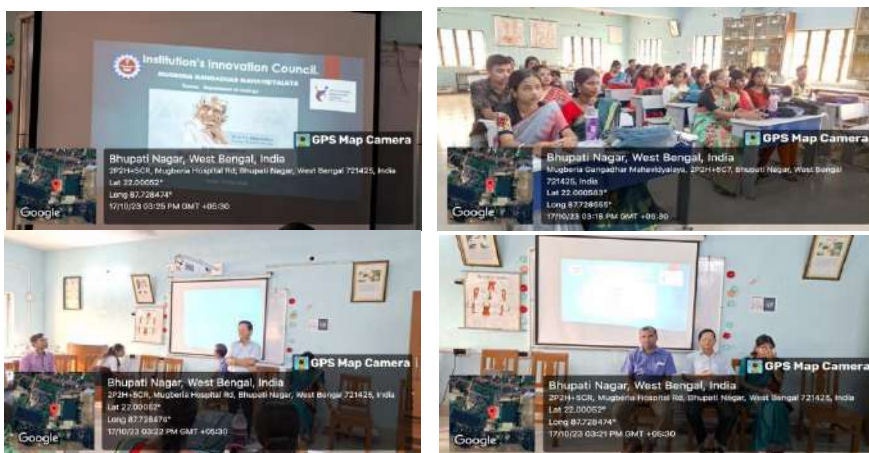 Institution's Innovation Council.
MUGBERIA GANGADHAR MAHAVIDYALAYA
GPS Map Camera
Bhupati Nagar, West Bengal, India
2P2H+5CR, Mugberia Hospital Rd, Bhupati Nagar, West Bengal 721425, India
Lat 22.00052°
Long 87.728474°
17/10/23 03:25 PM GMT +05:30
Google
GPS Map Camera
Bhupati Nagar, West Bengal, India
Mugberia Gangadhar Mahavidyalaya, 2P2H+5C7, Bhupati Nagar, West Bengal
721425, India
Lat 22.000563°
Long 87.728555°
17/10/23 03:18 PM GMT +05:30
Google
GPS Map Camera
Bhupati Nagar, West Bengal, India
2P2H+5CR, Mugberia Hospital Rd, Bhupati Nagar, West Bengal 721425, India
Lat 22.00052°
Long 87.728476°
17/10/23 03:22 PM GMT +05:30
Google
GPS Map Camera
Bhupati Nagar, West Bengal, India
2P2H+5CR, Mugberia Hospital Rd, Bhupati Nagar, West Bengal 721425, India
Lat 22.00052°
Long 87.728474°
17/10/23 03:21 PM GMT +05:30
Google